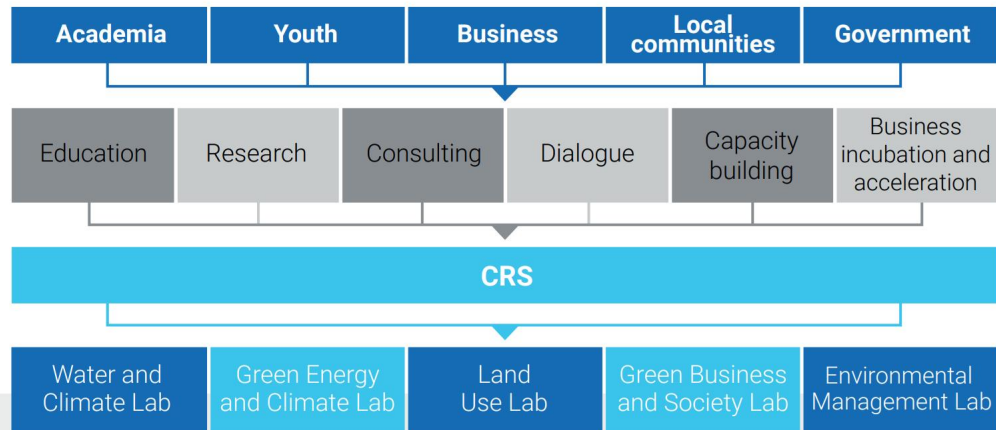 Academia
Youth
Business
Local
communities
Government
Education
Research
Consulting
Dialogue
Capacity
building
Business
incubation and
acceleration
CRS
Water and
Climate Lab
Green Energy
and Climate Lab
Land
Use Lab
Green Business
and Society Lab
Environmental
Management Lab